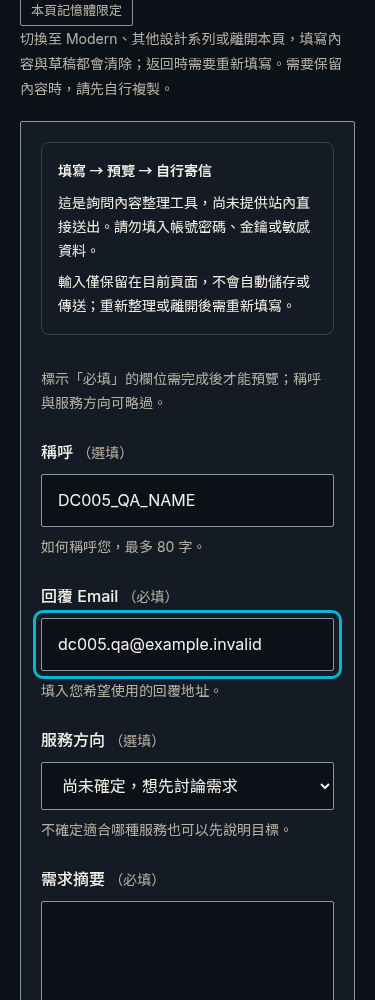 本頁記憶體限定
切換至 Modern、其他設計系列或離開本頁，填寫內
容與草稿都會清除；返回時需要重新填寫。需要保留
內容時，請先自行複製。
填寫 → 預覽 → 自行寄信
這是詢問內容整理工具，尚未提供站內直
接送出。請勿填入帳號密碼、金鑰或敏感
資料。
輸入僅保留在目前頁面，不會自動儲存或
傳送；重新整理或離開後需重新填寫。
標示「必填」的欄位需完成後才能預覽；稱呼
與服務方向可略過。
稱呼（選填）
DC005_QA_NAME
如何稱呼您，最多 80 字。
回覆 Email（必填）
dc005.qa@example.invalid
填入您希望使用的回覆地址。
服務方向（選填）
尚未確定，想先討論需求
不確定適合哪種服務也可以先說明目標。
需求摘要（必填）